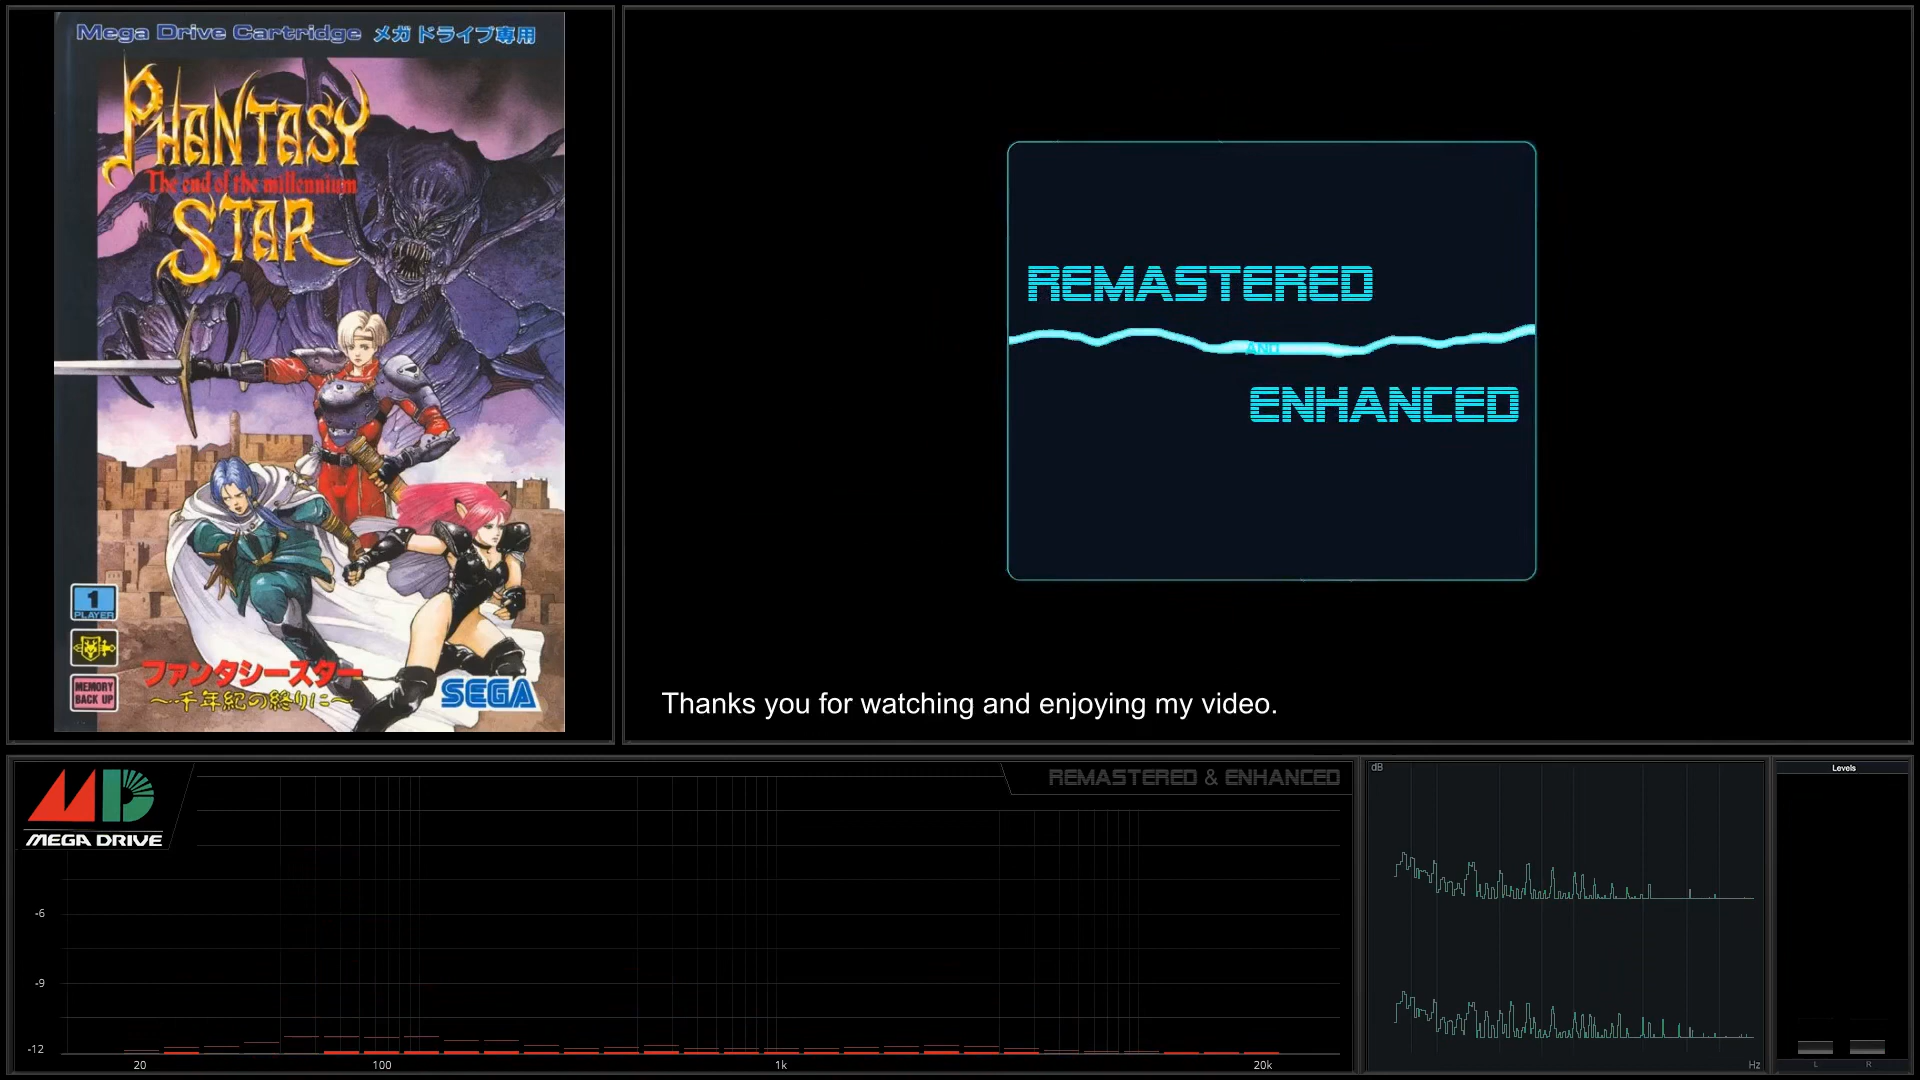 Mega Drive Cartridge メガドライブ専用
PHANTASY
The end of the millennium
STAR
1
PLAYER
MEMORY
BACK UP
ファンタシースター
～千年紀の終りに～
SEGA
REMASTERED
AND
ENHANCED
Thanks you for watching and enjoying my video.
MEGA DRIVE
REMASTERED & ENHANCED
-6
-9
-12
20 100 1k 20k
dB
Hz
Levels
L R